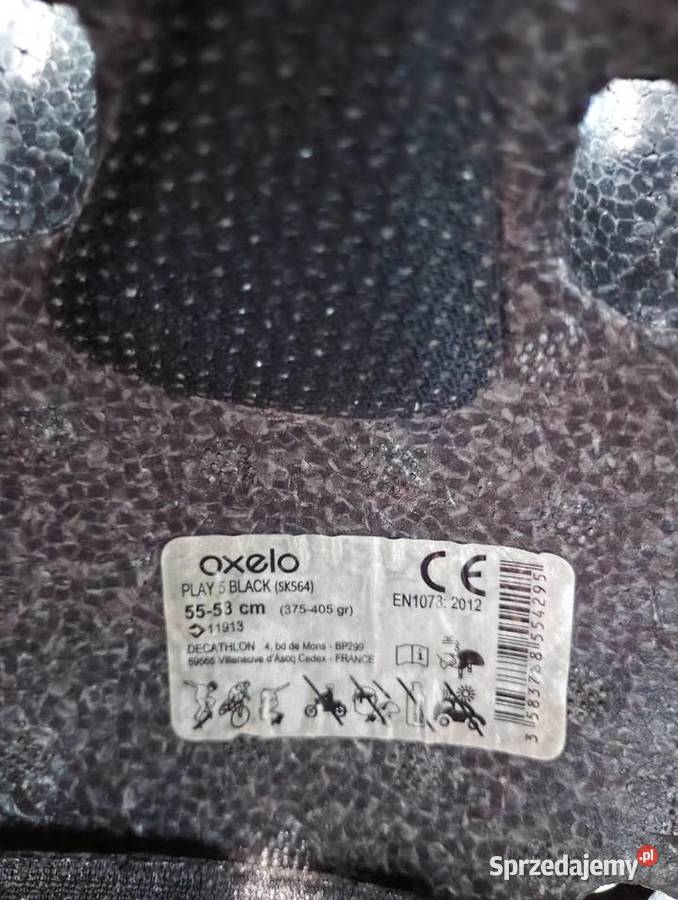 oxelo
PLAY 5 BLACK (SK564)
55-53 cm (375-405 gr)
11913
DECATHLON 4, bd de Mons - BP299
59665 Villeneuve d'Ascq Cedex - FRANCE
CE
EN1073: 2012
3 583788 554295
Sprzedajemy.pl